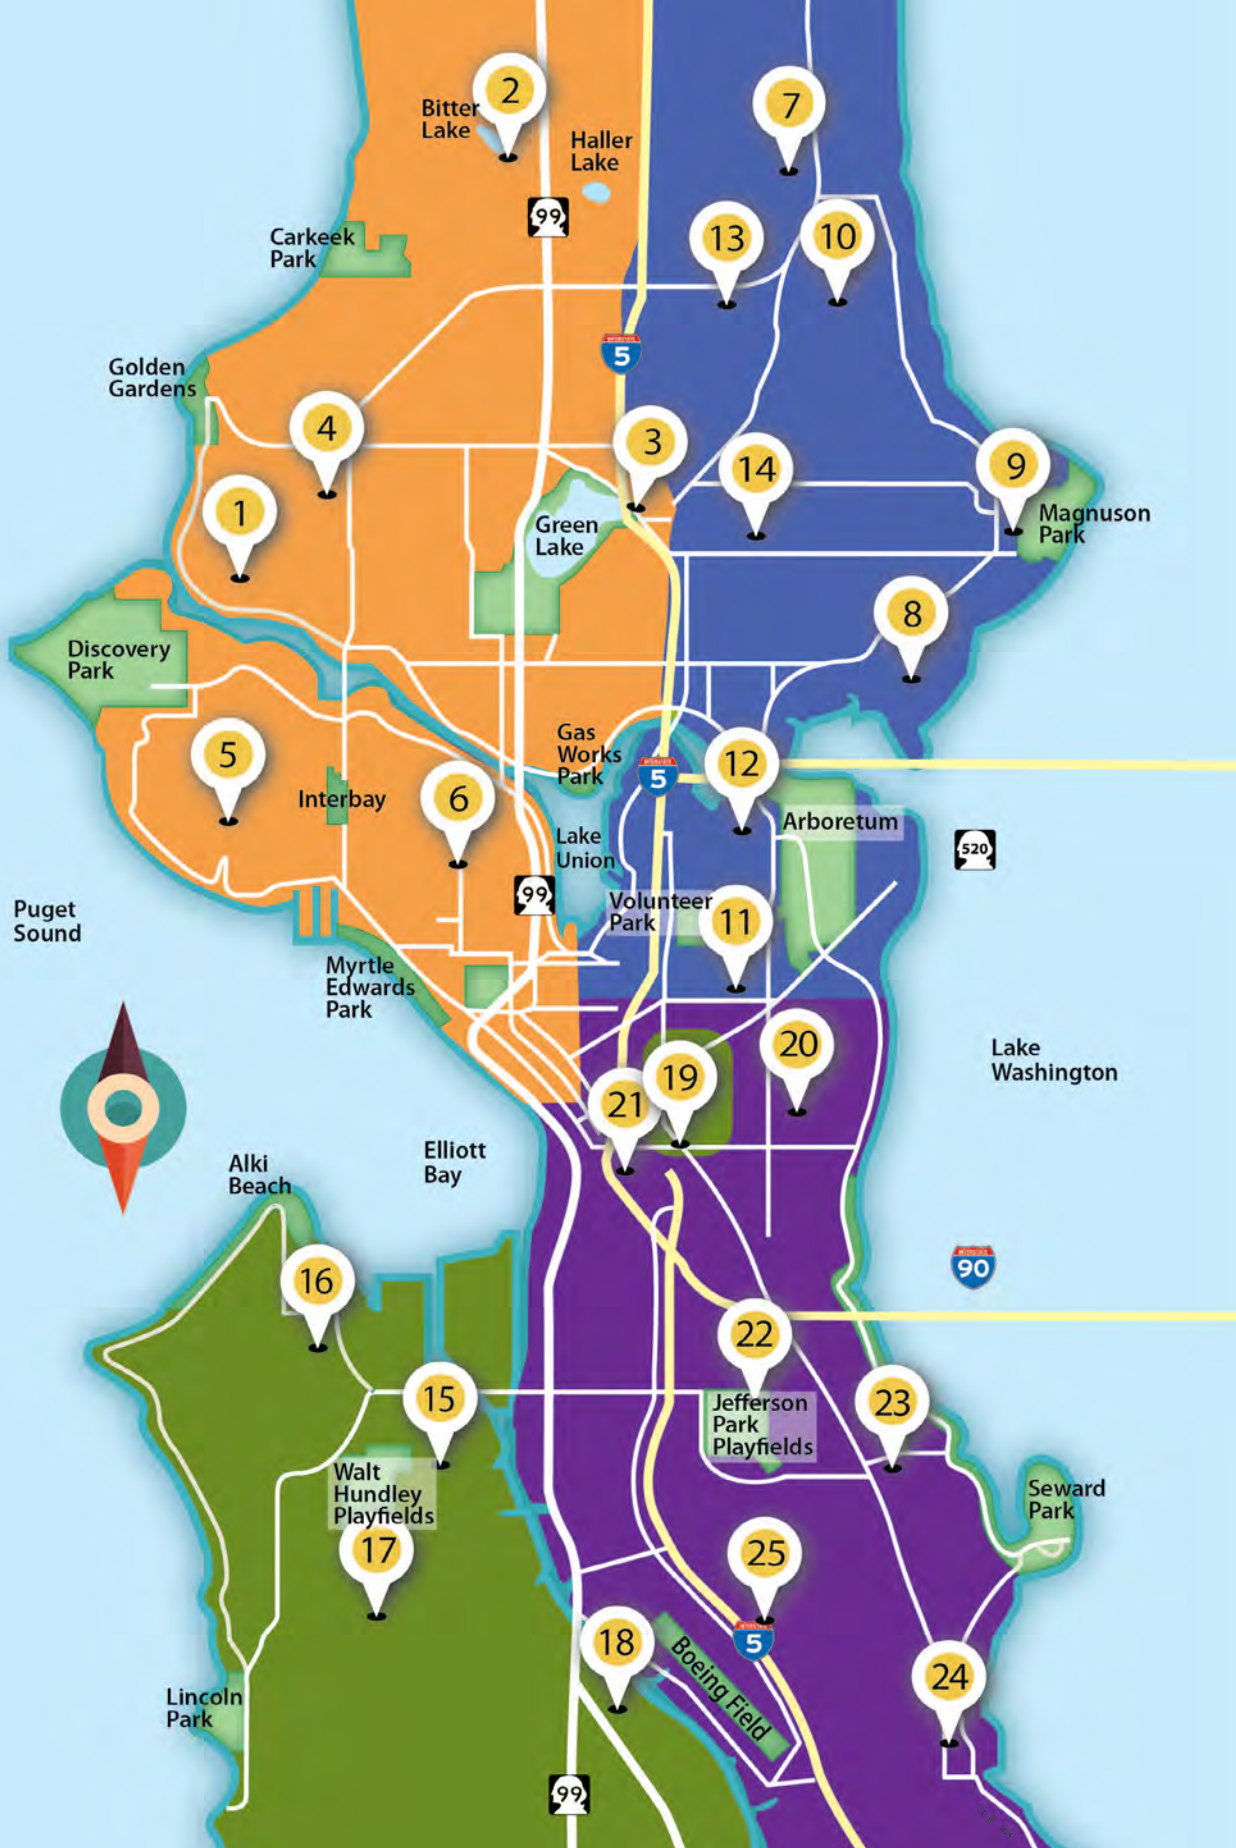 2
7
Bitter
Lake
Haller
Lake
99
13
10
Carkeek
Park
INTERSTATE
5
Golden
Gardens
4
3
14
9
1
Green
Lake
Magnuson
Park
8
Discovery
Park
5
Gas
Works
Park
INTERSTATE
5
12
Interbay
6
Lake
Union
Arboretum
520
99
Volunteer
Park
11
Puget
Sound
Myrtle
Edwards
Park
20
Lake
Washington
19
21
Elliott
Bay
Alki
Beach
16
INTERSTATE
90
22
15
Jefferson
Park
Playfields
23
Walt
Hundley
Playfields
Seward
Park
17
25
18
INTERSTATE
5
Boeing Field
24
Lincoln
Park
99